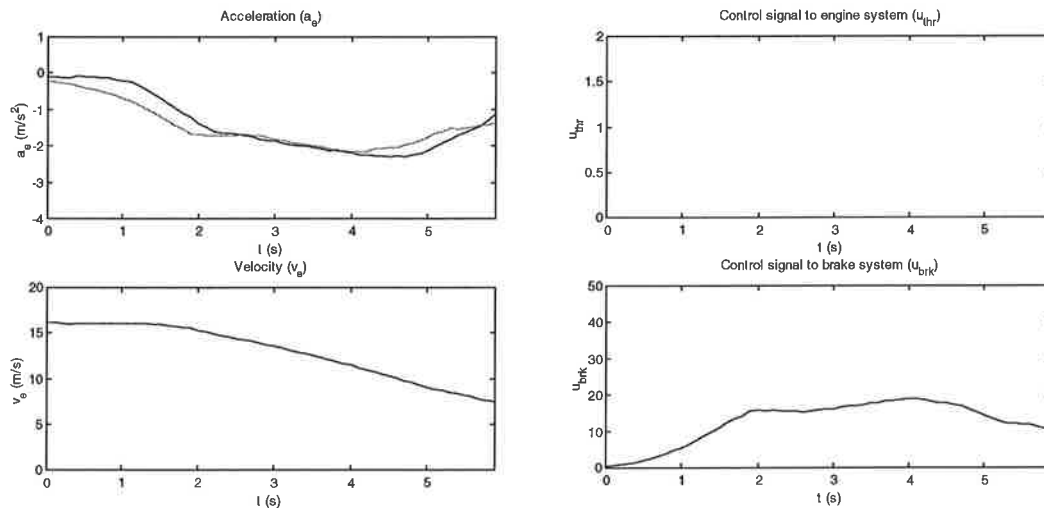 Acceleration (a_e)
1
0
-1
-2
-3
-4
a_e (m/s²)
0 1 2 3 4 5
t (s)
Control signal to engine system (u_thr)
2
1.5
1
0.5
0
u_thr
0 1 2 3 4 5
t (s)
Velocity (v_e)
20
15
10
5
0
v_e (m/s)
0 1 2 3 4 5
t (s)
Control signal to brake system (u_brk)
50
40
30
20
10
0
u_brk
0 1 2 3 4 5
t (s)